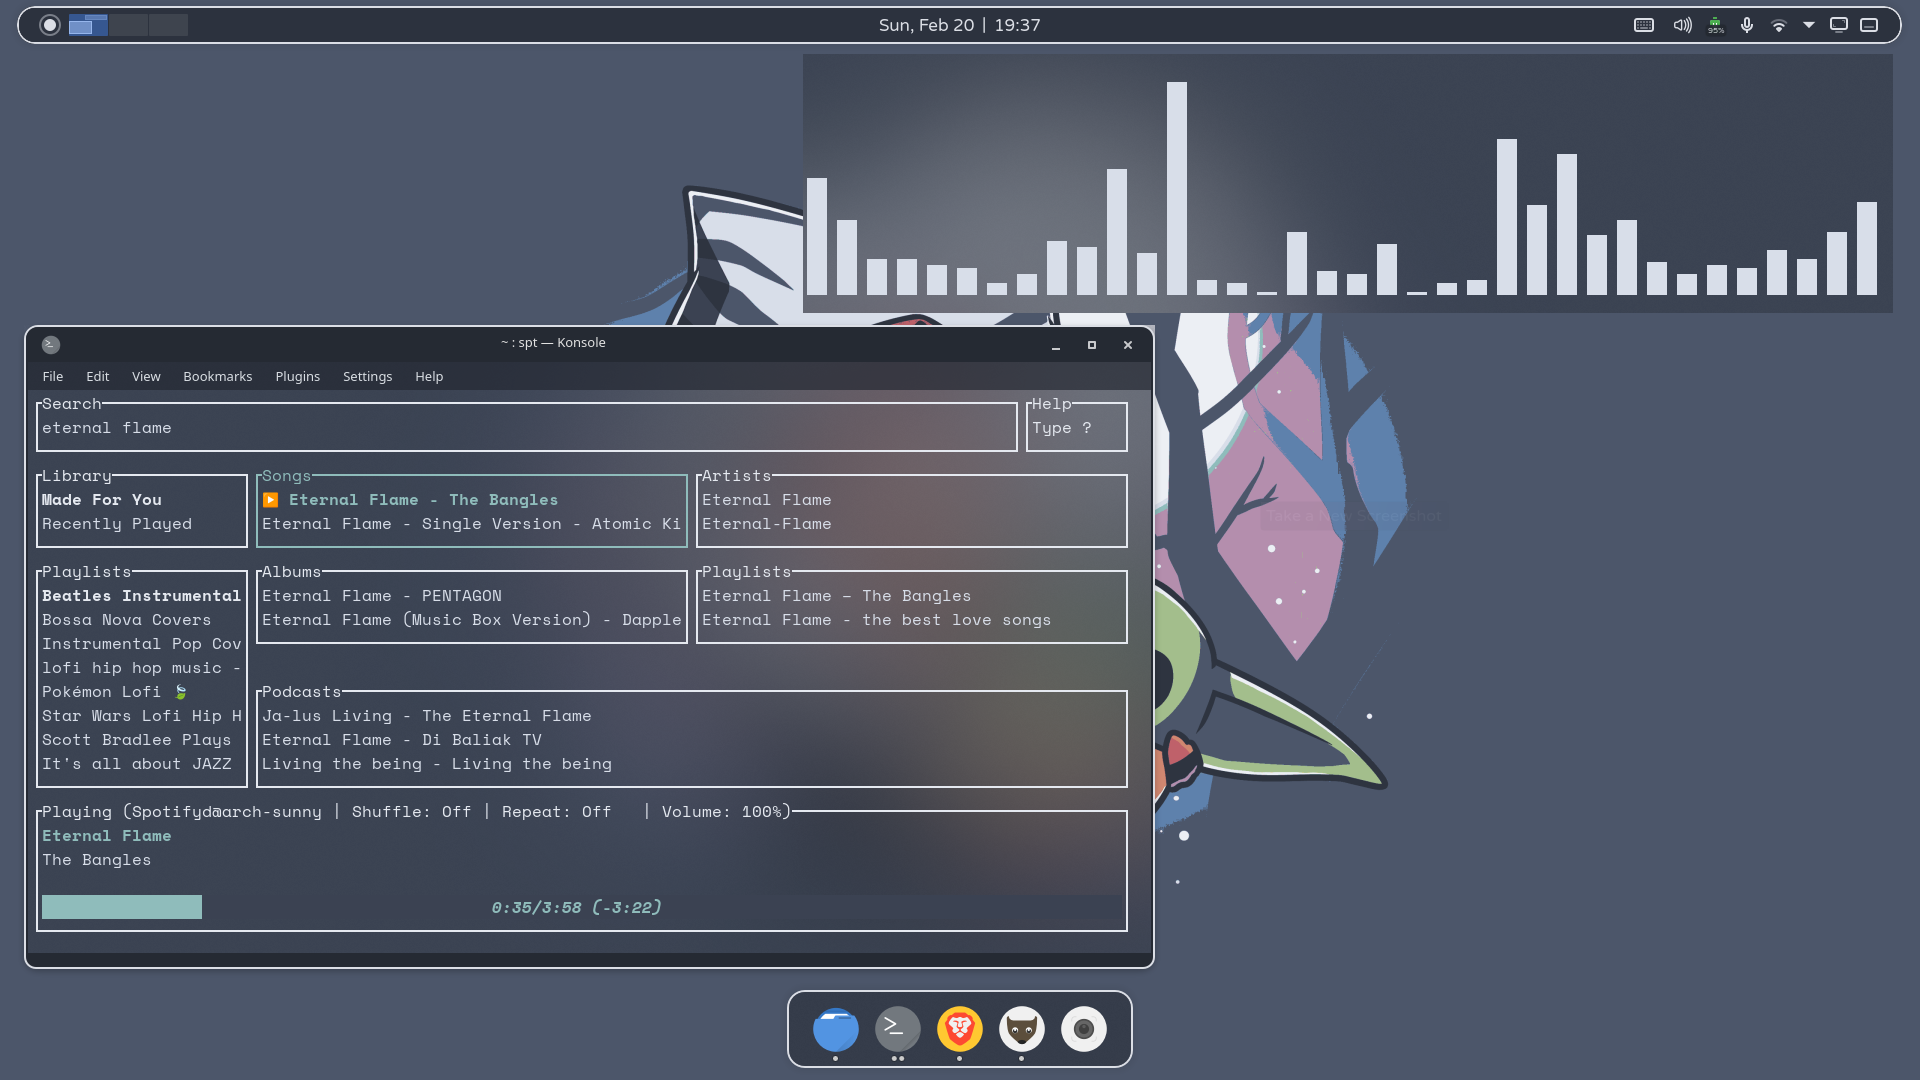 Sun, Feb 20 | 19:37
95%
~ : spt — Konsole
File Edit View Bookmarks Plugins Settings Help
Search
eternal flame
Help
Type ?
Library
Made For You
Recently Played
Songs
▶️ Eternal Flame - The Bangles
Eternal Flame - Single Version - Atomic Ki
Artists
Eternal Flame
Eternal-Flame
Playlists
Beatles Instrumental
Bossa Nova Covers
Instrumental Pop Cov
lofi hip hop music -
Pokémon Lofi 🍃
Star Wars Lofi Hip H
Scott Bradlee Plays
It's all about JAZZ
Albums
Eternal Flame - PENTAGON
Eternal Flame (Music Box Version) - Dapple
Playlists
Eternal Flame – The Bangles
Eternal Flame - the best love songs
Podcasts
Ja-lus Living - The Eternal Flame
Eternal Flame - Di Baliak TV
Living the being - Living the being
Playing (Spotifyd@arch-sunny | Shuffle: Off | Repeat: Off | Volume: 100%)
Eternal Flame
The Bangles
0:35/3:58 (-3:22)
Take a New Screenshot